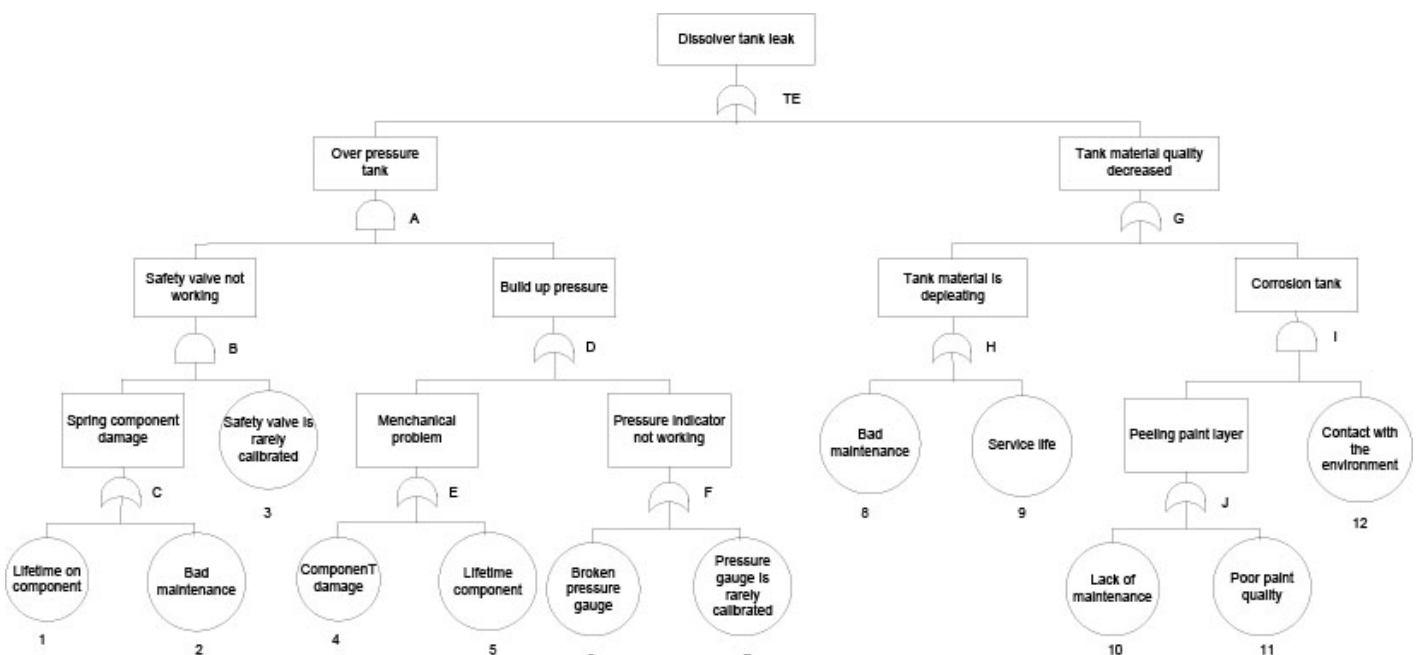 Dissolver tank leak
TE
Over pressure
tank
Tank material quality
decreased
A
G
Safety valve not
working
Build up pressure
Tank material is
depleating
Corrosion tank
B
D
H
I
Spring component
damage
Safety valve is
rarely
calibrated
Menchanical
problem
Pressure indicator
not working
Bad
maintenance
Service life
Peeling paint layer
Contact with
the
environment
C
3
E
F
8
9
J
12
Lifetime on
component
Bad
maintenance
ComponenT
damage
Lifetime
component
Broken
pressure
gauge
Pressure
gauge is
rarely
calibrated
Lack of
maintenance
Poor paint
quality
1
2
4
5
10
11